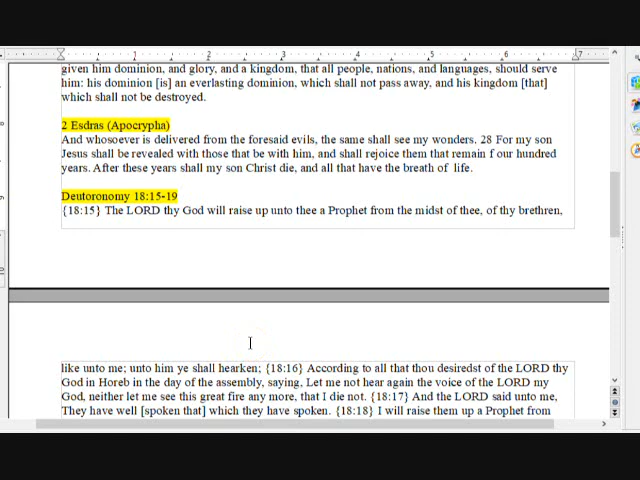 1 2 3 4 5 6 7
given him dominion, and glory, and a kingdom, that all people, nations, and languages, should serve
him: his dominion [is] an everlasting dominion, which shall not pass away, and his kingdom [that]
which shall not be destroyed.
2 Esdras (Apocrypha)
And whosoever is delivered from the foresaid evils, the same shall see my wonders. 28 For my son
Jesus shall be revealed with those that be with him, and shall rejoice them that remain f our hundred
years. After these years shall my son Christ die, and all that have the breath of life.
Deutoronomy 18:15-19
{18:15} The LORD thy God will raise up unto thee a Prophet from the midst of thee, of thy brethren,
like unto me; unto him ye shall hearken; {18:16} According to all that thou desiredst of the LORD thy
God in Horeb in the day of the assembly, saying, Let me not hear again the voice of the LORD my
God, neither let me see this great fire any more, that I die not. {18:17} And the LORD said unto me,
They have well [spoken that] which they have spoken. {18:18} I will raise them up a Prophet from